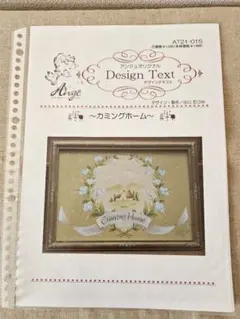 AT21-015
アンジュオリジナル
Design Text
デザインテキスト
Ange
～カミングホーム～
Coming Home